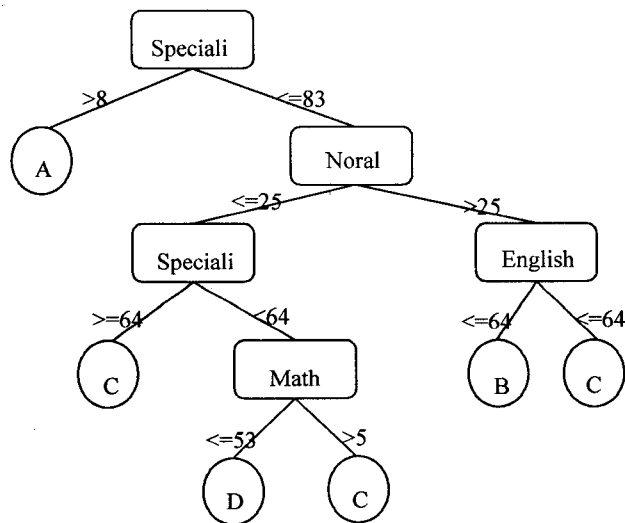 Speciali
>8
<=83
A
Noral
<=25
>25
Speciali
English
>=64
<64
<=64
<=64
C
Math
B
C
<=53
>5
D
C